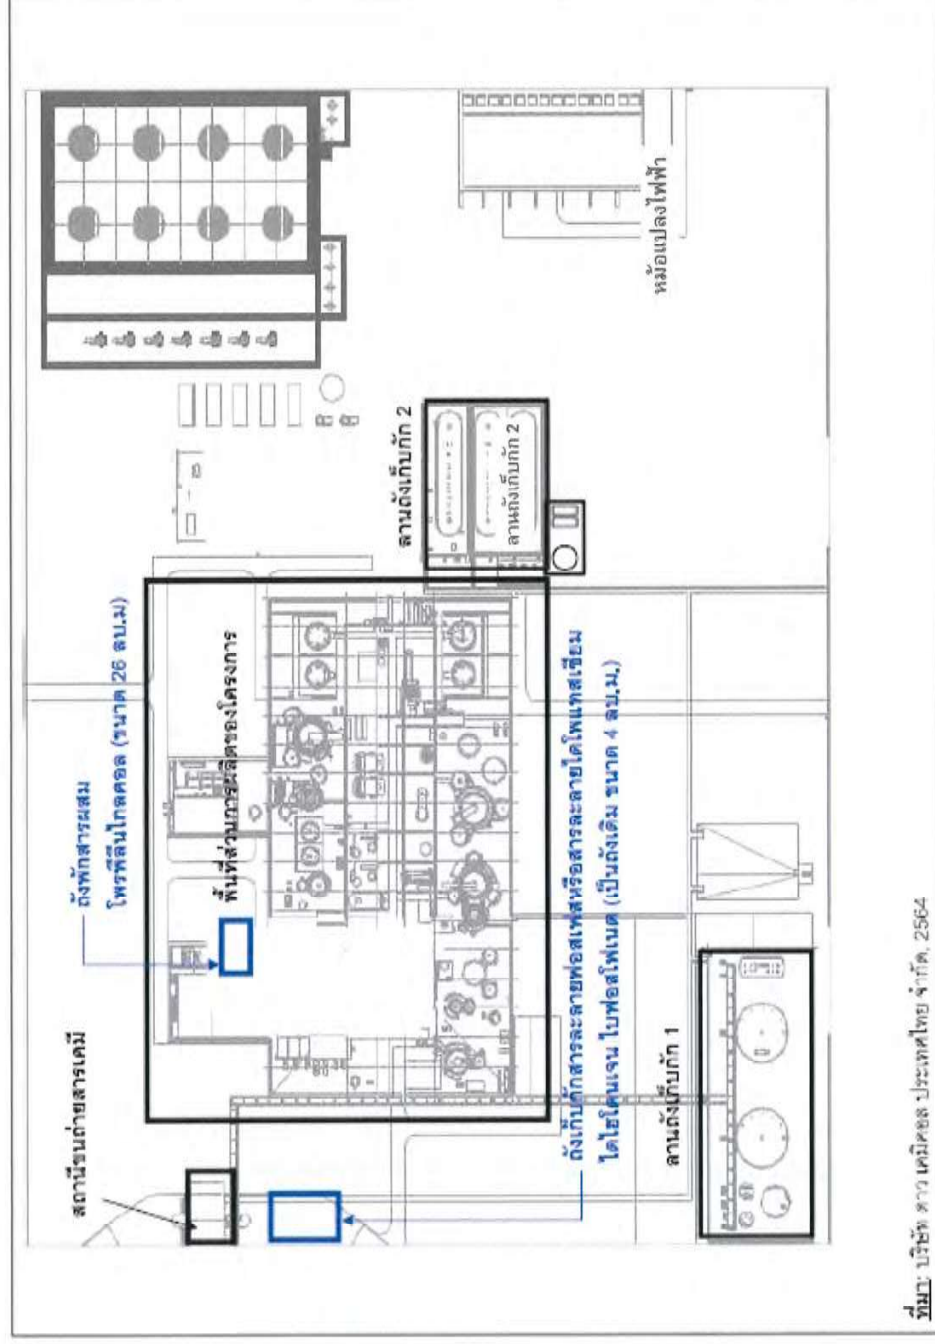 สถานีขนถ่ายสารเคมี
ถังพักสารผสม
โพรพิลีนไกลคอล (ขนาด 26 ลบ.ม)
พื้นที่ส่วนการผลิตของโครงการ
ลานถังเก็บกัก 2
ลานถังเก็บกัก 2
หม้อแปลงไฟฟ้า
ถังเก็บกักสารละลายฟอสเฟสหรือสารละลายไดโพแทสเซียม
ไดไฮโดนเจน ไบฟอสโฟเนต (เป็นถังเดิม ขนาด 4 ลบ.ม.)
ลานถังเก็บกัก 1
ที่มา: บริษัท ดาว เคมิคอล ประเทศไทย จำกัด, 2564